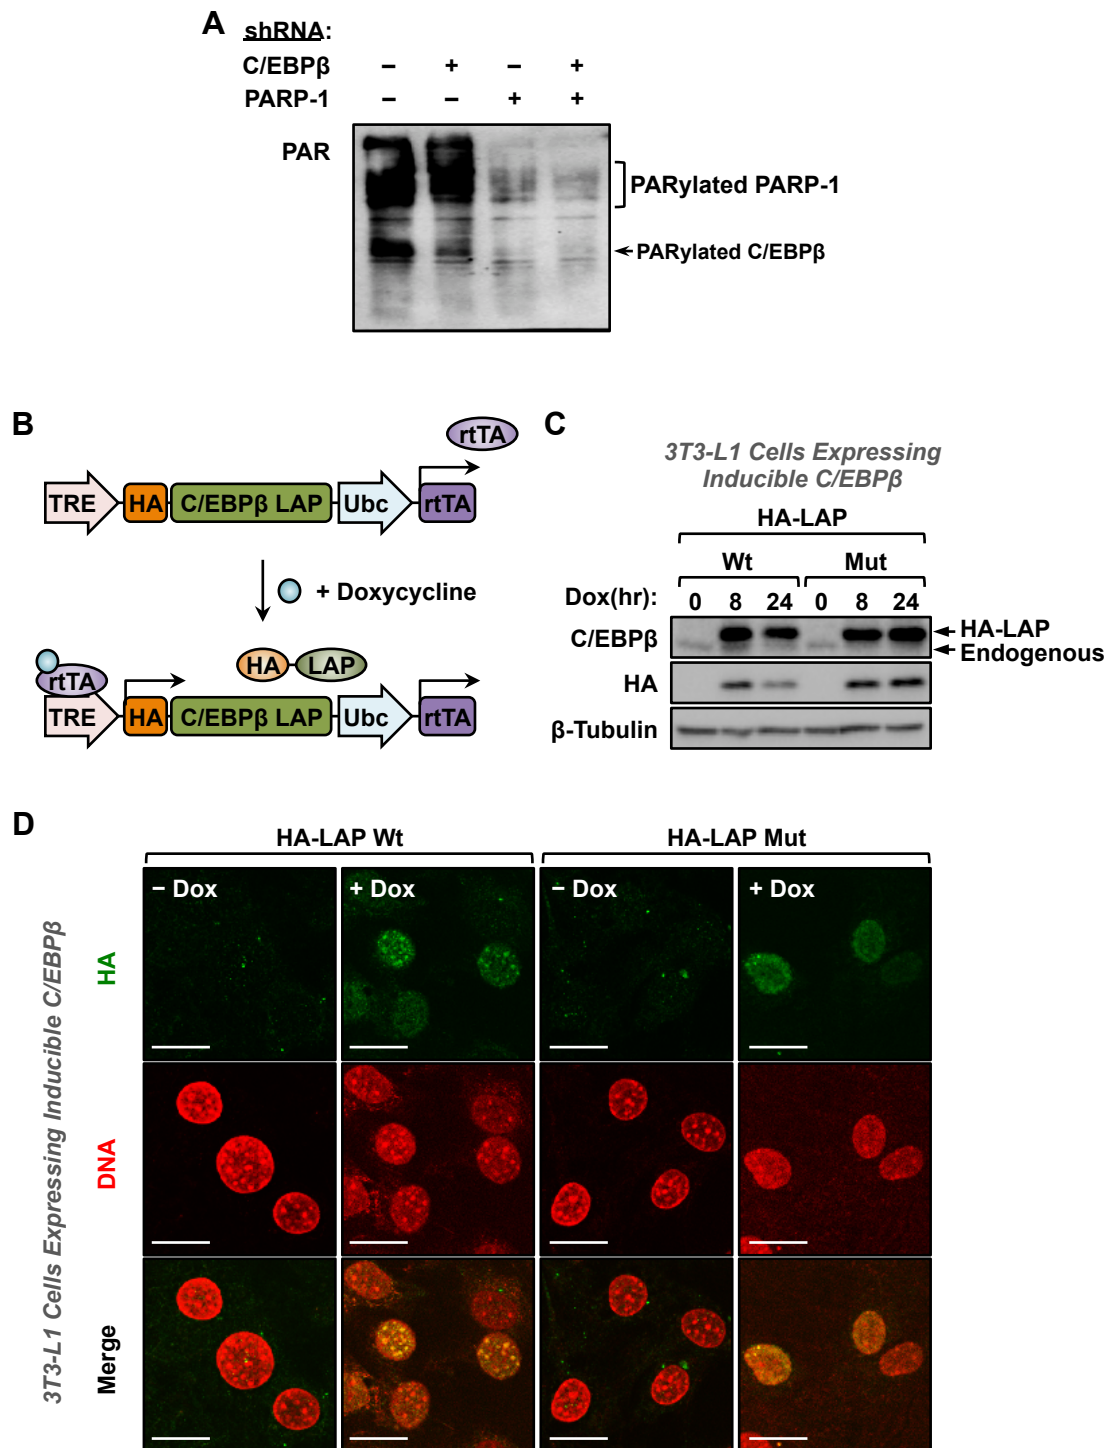 A
shRNA:
C/EBPβ – + – +
PARP-1 – – + +
PAR
PARylated PARP-1
PARylated C/EBPβ
B
rtTA
TRE HA C/EBPβ LAP Ubc rtTA
+ Doxycycline
HA LAP
rtTA
TRE HA C/EBPβ LAP Ubc rtTA
C
3T3-L1 Cells Expressing
Inducible C/EBPβ
HA-LAP
Wt Mut
Dox(hr): 0 8 24 0 8 24
C/EBPβ
HA-LAP
Endogenous
HA
β-Tubulin
D
HA-LAP Wt HA-LAP Mut
– Dox + Dox – Dox + Dox
3T3-L1 Cells Expressing Inducible C/EBPβ
HA
DNA
Merge